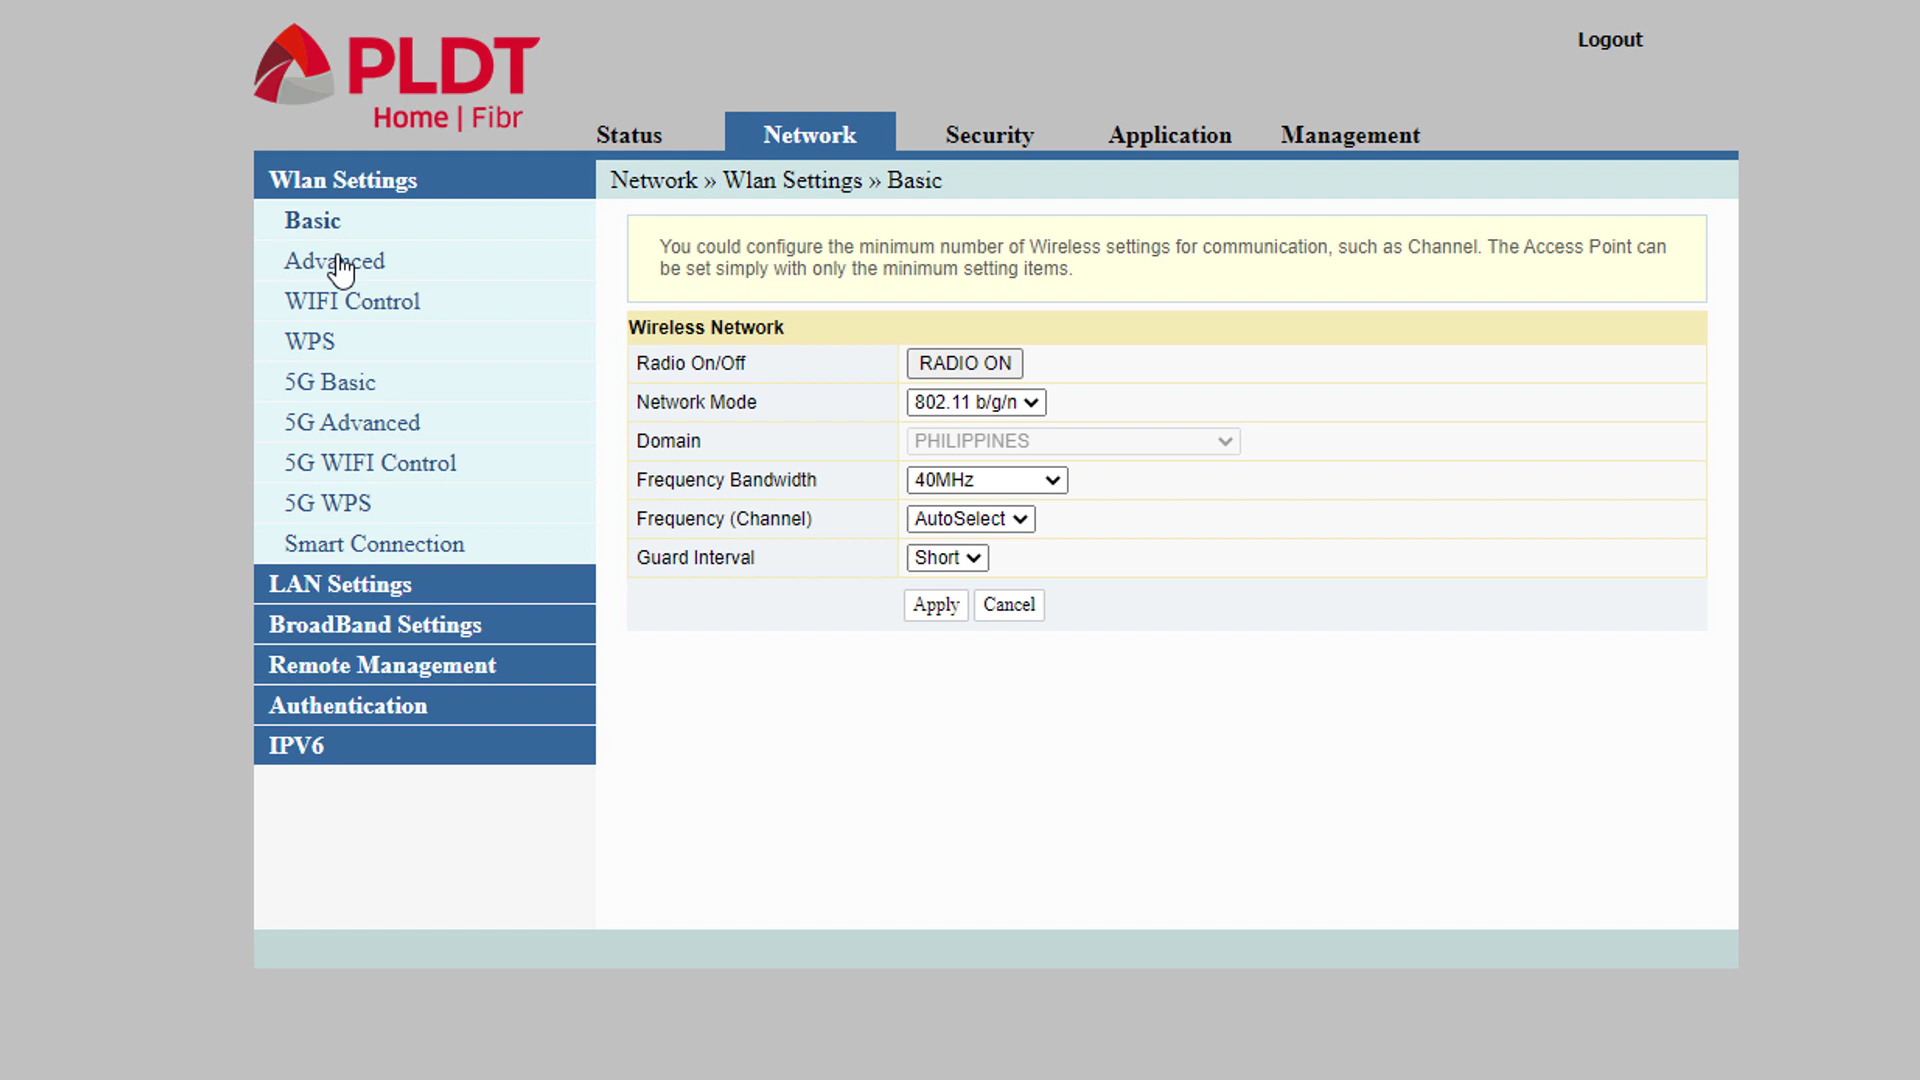 PLDT
Home | Fibr
Logout
Status
Network
Security
Application
Management
Wlan Settings
Basic
Advanced
WIFI Control
WPS
5G Basic
5G Advanced
5G WIFI Control
5G WPS
Smart Connection
LAN Settings
BroadBand Settings
Remote Management
Authentication
IPV6
Network » Wlan Settings » Basic
You could configure the minimum number of Wireless settings for communication, such as Channel. The Access Point can
be set simply with only the minimum setting items.
Wireless Network
Radio On/Off RADIO ON
Network Mode 802.11 b/g/n
Domain PHILIPPINES
Frequency Bandwidth 40MHz
Frequency (Channel) AutoSelect
Guard Interval Short
Apply Cancel